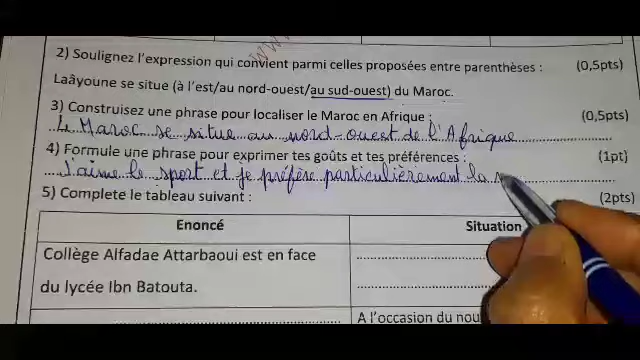 2) Soulignez l'expression qui convient parmi celles proposées entre parenthèses : (0,5pts)
Laâyoune se situe (à l'est/au nord-ouest/au sud-ouest) du Maroc.
3) Construisez une phrase pour localiser le Maroc en Afrique : (0,5pts)
Le Maroc se situe au nord-ouest de l'Afrique
4) Formule une phrase pour exprimer tes goûts et tes préférences : (1pt)
J'aime le sport et je préfère particulièrement la
5) Complete le tableau suivant : (2pts)
Enoncé Situation
Collège Alfadae Attarbaoui est en face
du lycée Ibn Batouta.
A l'occasion du